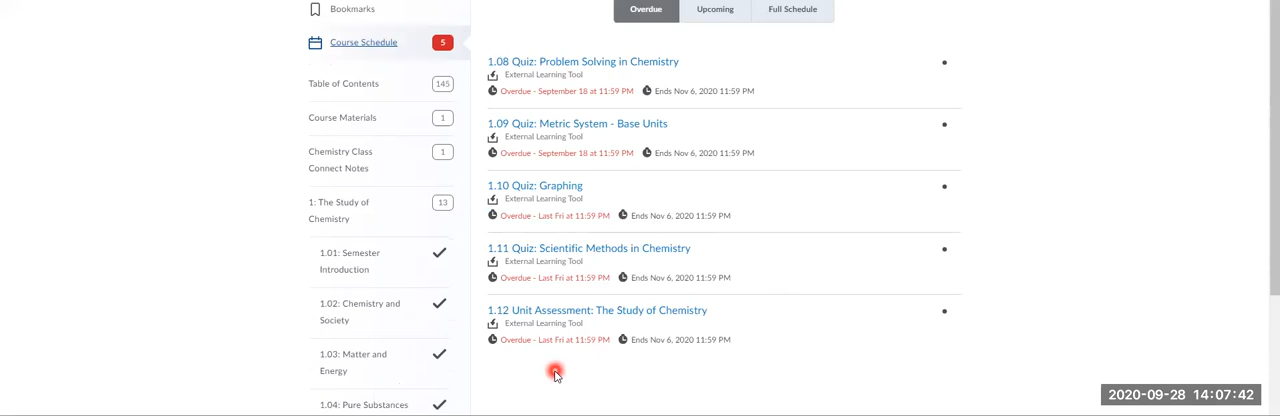 Bookmarks
Course Schedule 5
Table of Contents 145
Course Materials 1
Chemistry Class 1
Connect Notes
1: The Study of 13
Chemistry
1.01: Semester
Introduction
1.02: Chemistry and
Society
1.03: Matter and
Energy
1.04: Pure Substances
Overdue Upcoming Full Schedule
1.08 Quiz: Problem Solving in Chemistry
External Learning Tool
Overdue - September 18 at 11:59 PM Ends Nov 6, 2020 11:59 PM
1.09 Quiz: Metric System - Base Units
External Learning Tool
Overdue - September 18 at 11:59 PM Ends Nov 6, 2020 11:59 PM
1.10 Quiz: Graphing
External Learning Tool
Overdue - Last Fri at 11:59 PM Ends Nov 6, 2020 11:59 PM
1.11 Quiz: Scientific Methods in Chemistry
External Learning Tool
Overdue - Last Fri at 11:59 PM Ends Nov 6, 2020 11:59 PM
1.12 Unit Assessment: The Study of Chemistry
External Learning Tool
Overdue - Last Fri at 11:59 PM Ends Nov 6, 2020 11:59 PM
2020-09-28 14:07:42